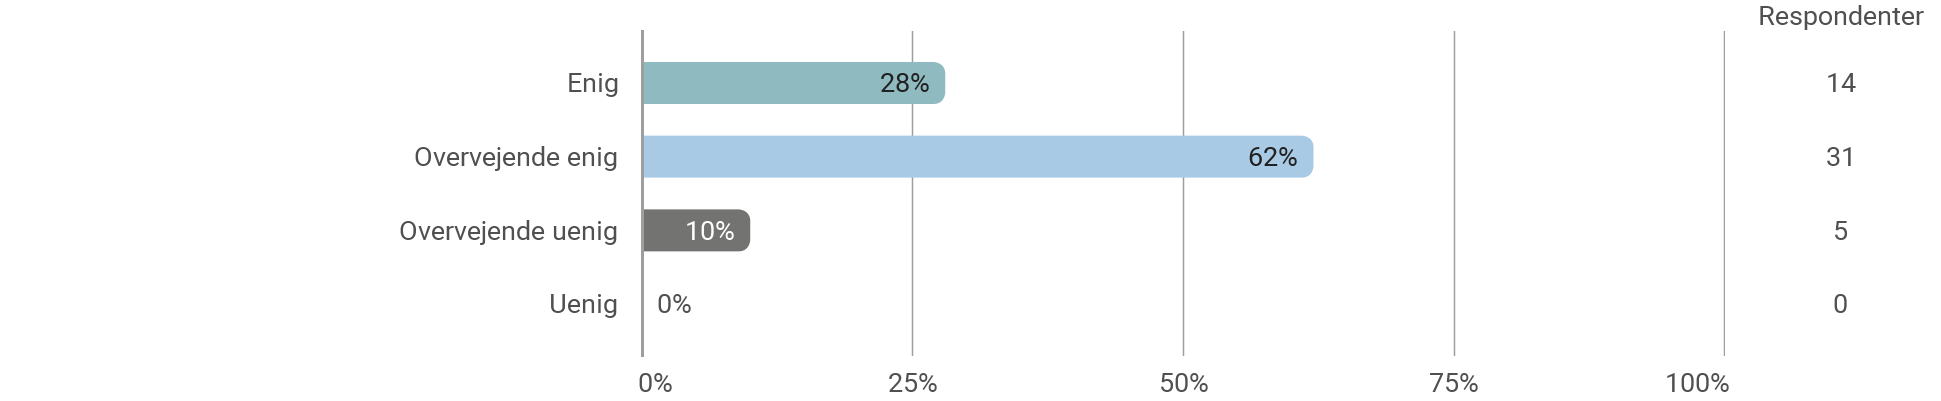 Respondenter
Enig 28% 14
Overvejende enig 62% 31
Overvejende uenig 10% 5
Uenig 0% 0
0% 25% 50% 75% 100%